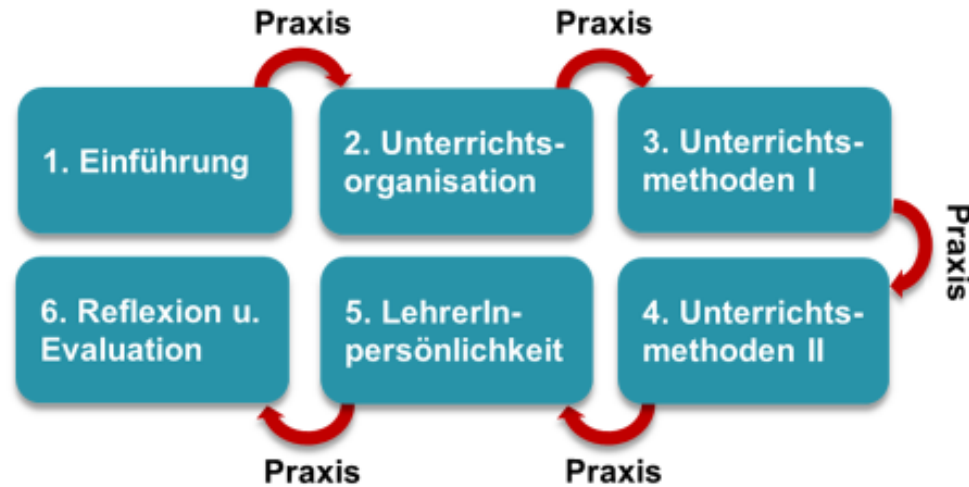 Praxis
Praxis
1. Einführung
2. Unterrichts-
organisation
3. Unterrichts-
methoden I
Praxis
4. Unterrichts-
methoden II
5. LehrerIn-
persönlichkeit
6. Reflexion u.
Evaluation
Praxis
Praxis